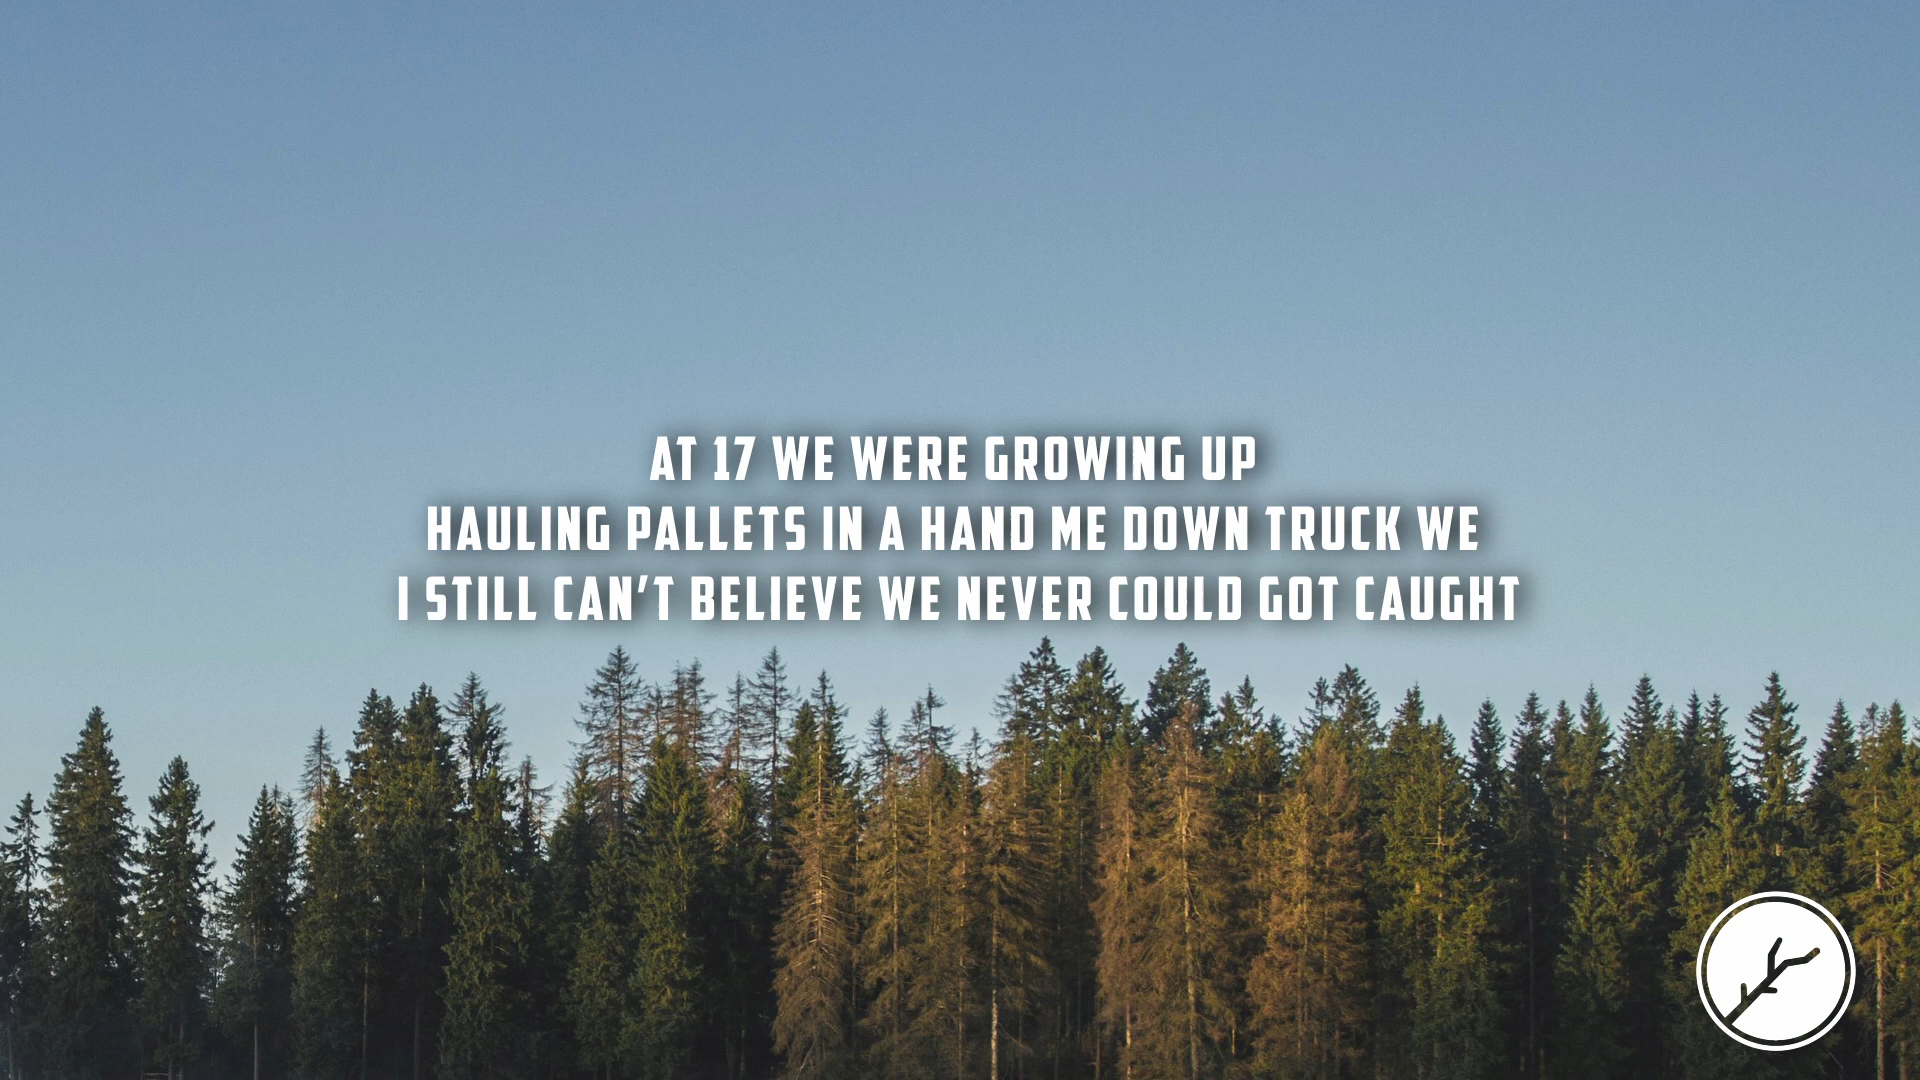 AT 17 WE WERE GROWING UP
HAULING PALLETS IN A HAND ME DOWN TRUCK WE
I STILL CAN'T BELIEVE WE NEVER COULD GOT CAUGHT